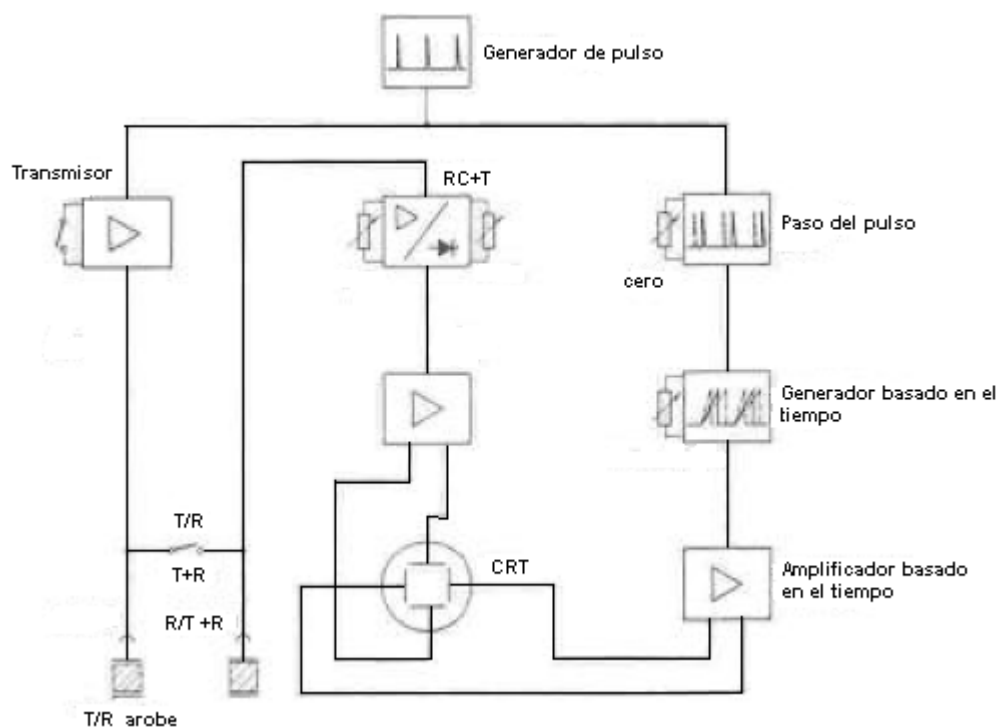 Generador de pulso
Transmisor
RC+T
Paso del pulso
cero
Generador basado en el
tiempo
T/R
T+R
CRT
Amplificador basado
en el tiempo
R/T +R
T/R arobe